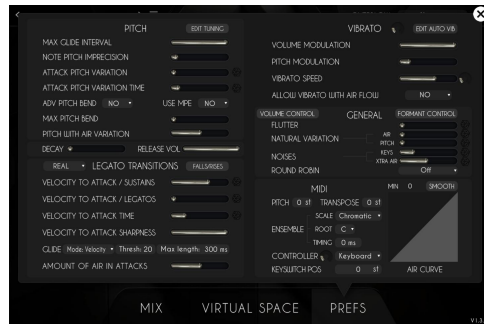 PITCH
EDIT TUNING
MAX GLIDE INTERVAL
NOTE PITCH IMPRECISION
ATTACK PITCH VARIATION
ATTACK PITCH VARIATION TIME
ADV PITCH BEND NO USE MPE NO
MAX PITCH BEND
PITCH WITH AIR VARIATION
DECAY RELEASE VOL
REAL LEGATO TRANSITIONS FALLS/RISES
VELOCITY TO ATTACK / SUSTAINS
VELOCITY TO ATTACK / LEGATOS
VELOCITY TO ATTACK TIME
VELOCITY TO ATTACK SHARPNESS
GLIDE Mode: Velocity Thresh: 20 Max length: 300 ms
AMOUNT OF AIR IN ATTACKS
VIBRATO
EDIT AUTO VIB
VOLUME MODULATION
PITCH MODULATION
VIBRATO SPEED
ALLOW VIBRATO WITH AIR FLOW NO
VOLUME CONTROL GENERAL FORMANT CONTROL
FLUTTER
NATURAL VARIATION AIR
PITCH
NOISES KEYS
XTRA AIR
ROUND ROBIN Off
MIDI
PITCH 0 st TRANSPOSE 0 st
SCALE Chromatic
ENSEMBLE ROOT C
TIMING 0 ms
CONTROLLER Keyboard
KEYSWITCH POS 0 st
MIN 0 SMOOTH
AIR CURVE
MIX VIRTUAL SPACE PREFS
V 1.3